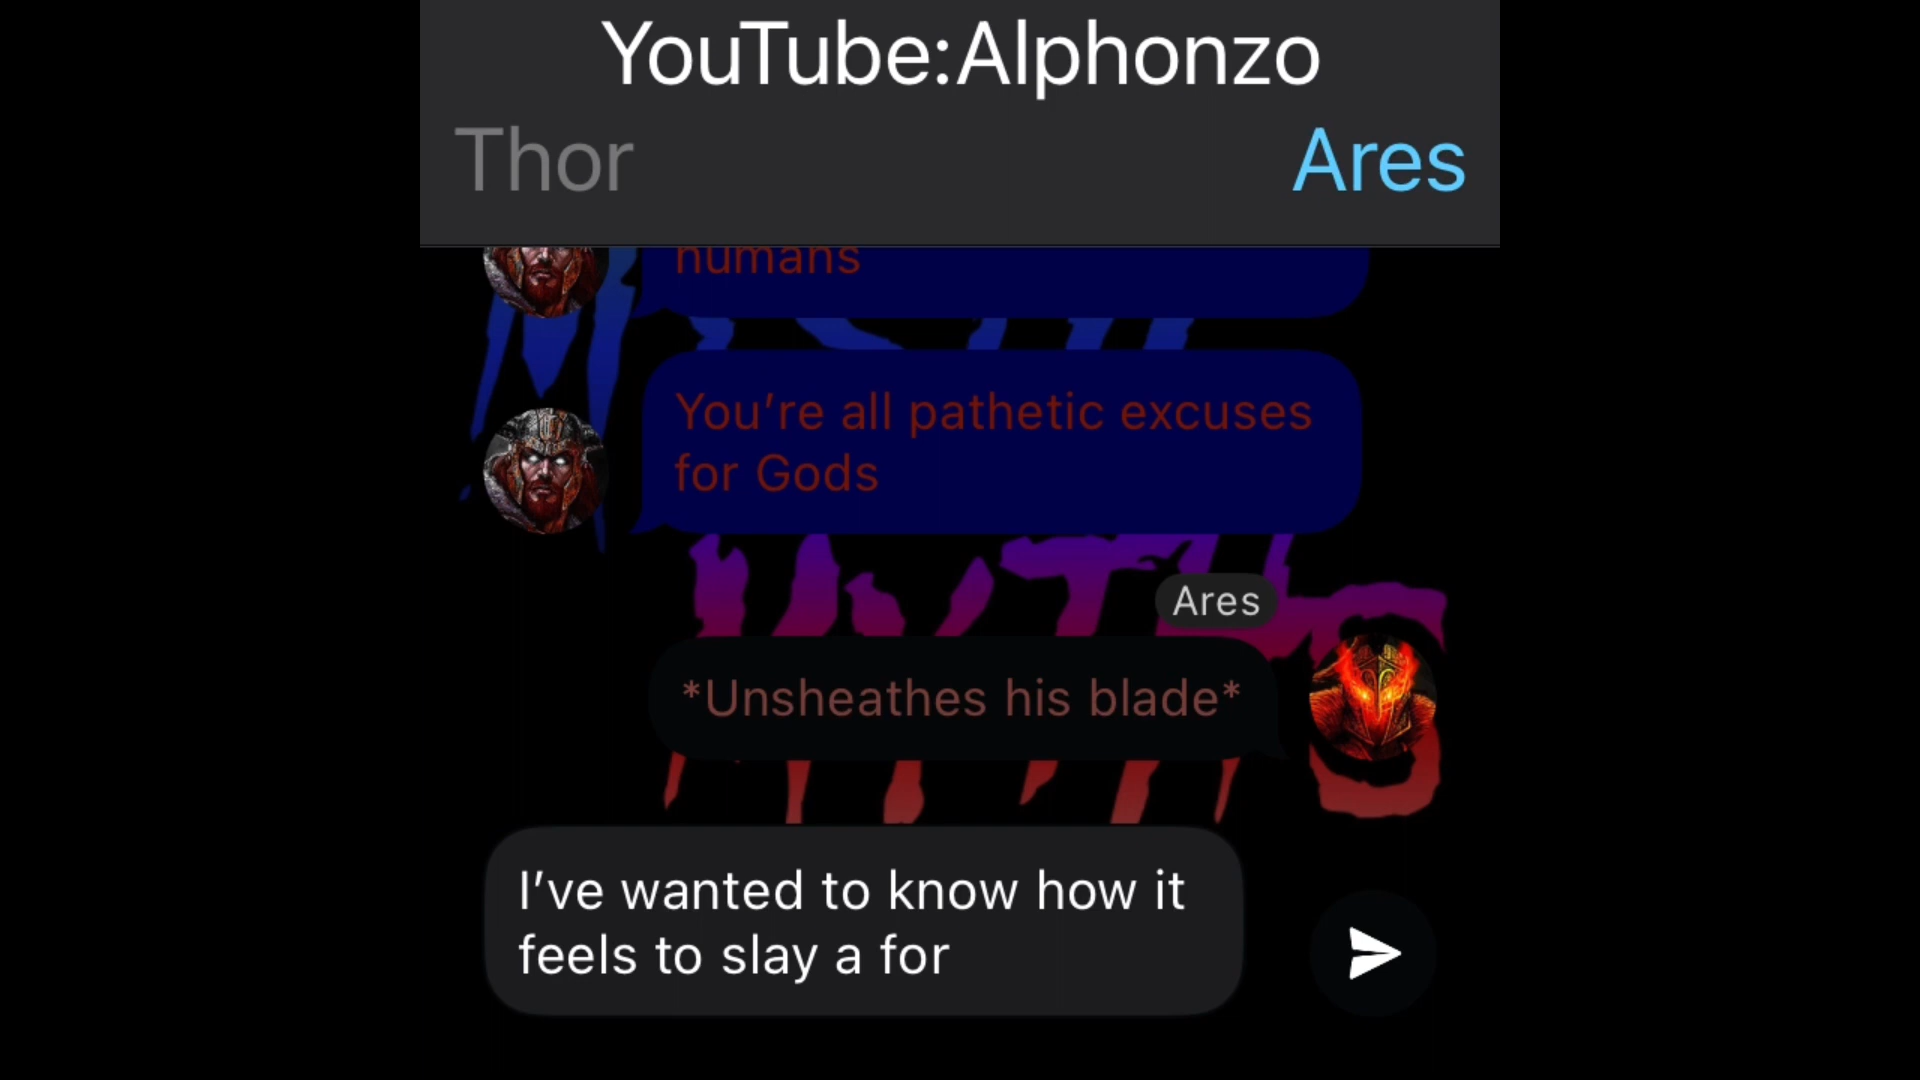 YouTube:Alphonzo
Thor
Ares
humans
You’re all pathetic excuses
for Gods
Ares
*Unsheathes his blade*
I’ve wanted to know how it
feels to slay a for